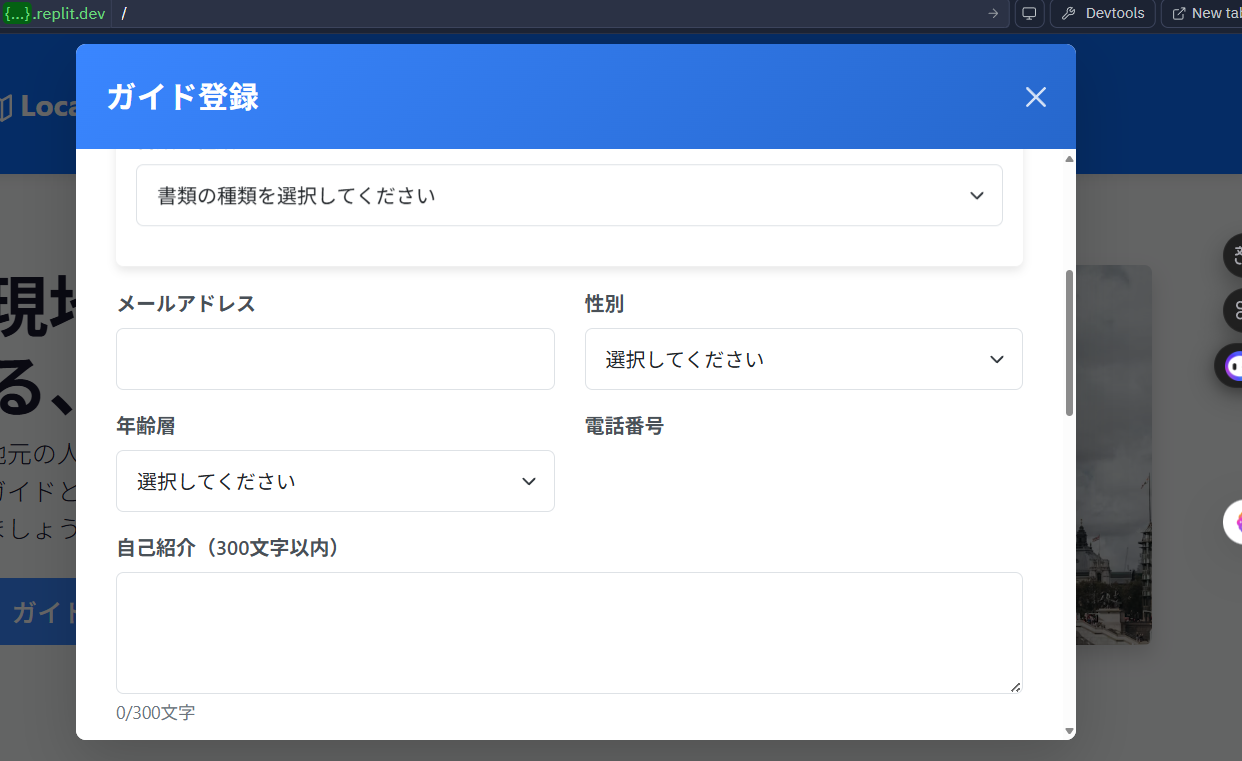 {...}.replit.dev /
Devtools
New tab
Loca
ガイド登録
書類の種類を選択してください
メールアドレス
性別
選択してください
年齢層
電話番号
選択してください
自己紹介（300文字以内）
0/300文字
現地
る、
地元の人
ガイドと
ましょう
ガイド